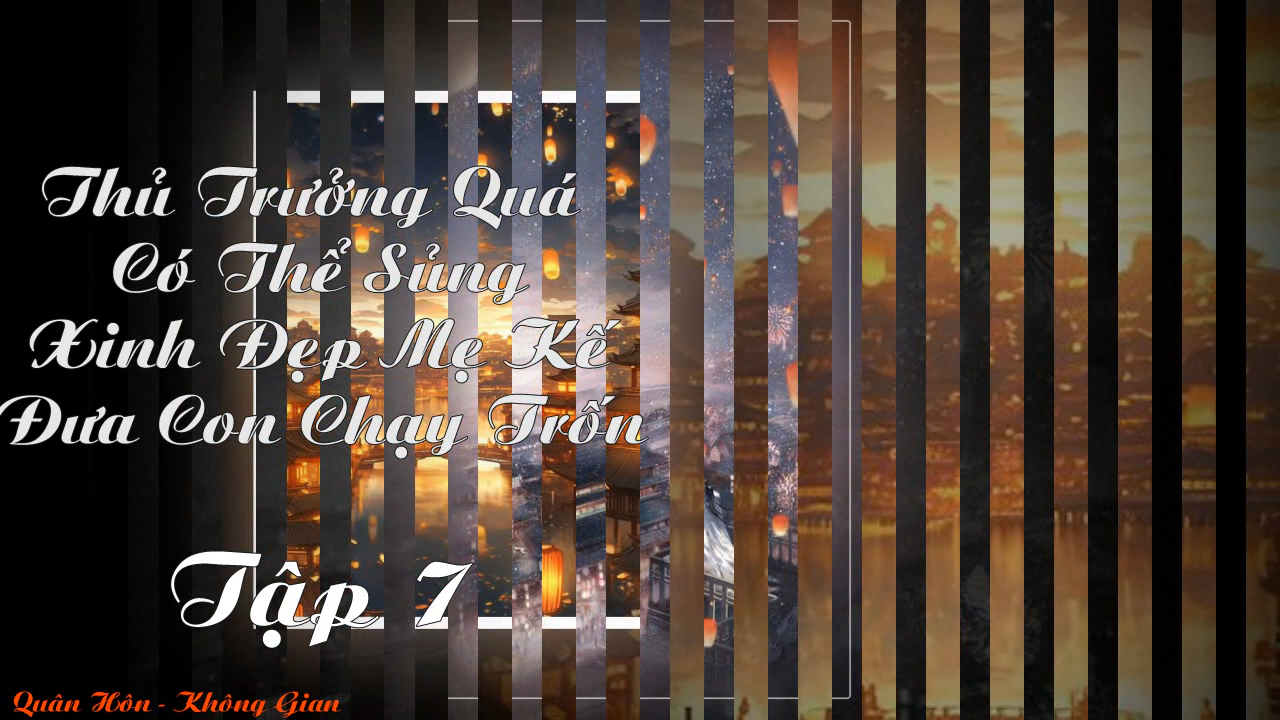 Thủ Trưởng Quá
Có Thể Sủng
Xinh Đẹp Mẹ Kế
Đưa Con Chạy Trốn
Tập 7
Quân Hôn - Không Gian